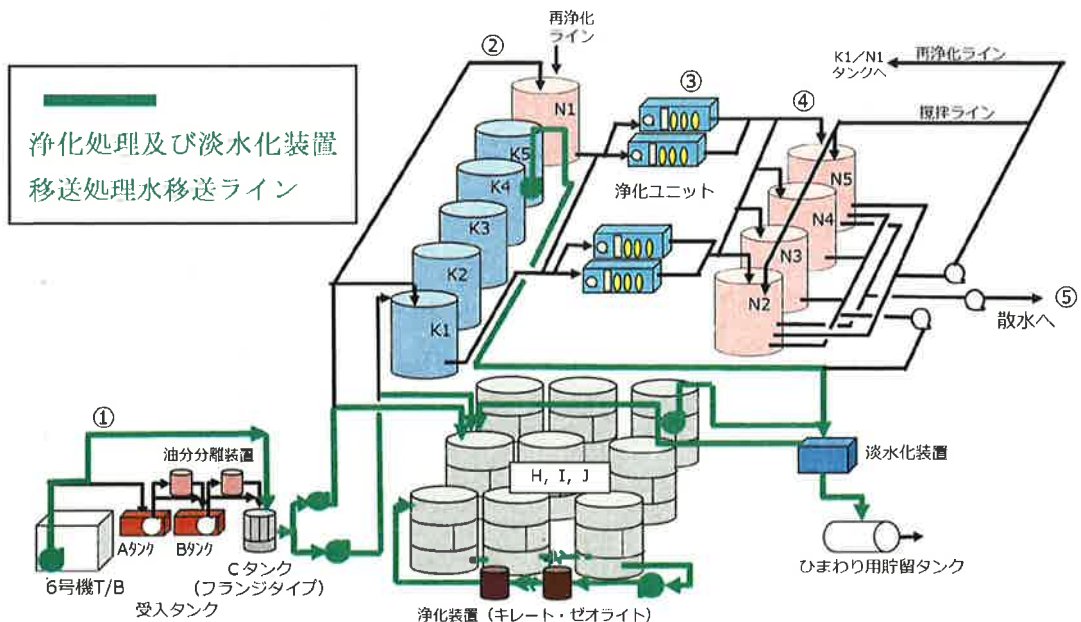 浄化処理及び淡水化装置
移送処理水移送ライン
②
再浄化
ライン
N1
K5
K4
K3
K2
K1
③
浄化ユニット
④
K1/N1
タンクへ
再浄化ライン
攪拌ライン
N5
N4
N3
N2
⑤
散水へ
①
油分分離装置
Aタンク
Bタンク
6号機T/B
受入タンク
Cタンク
(フランジタイプ)
H, I, J
浄化装置(キレート・ゼオライト)
淡水化装置
ひまわり用貯留タンク